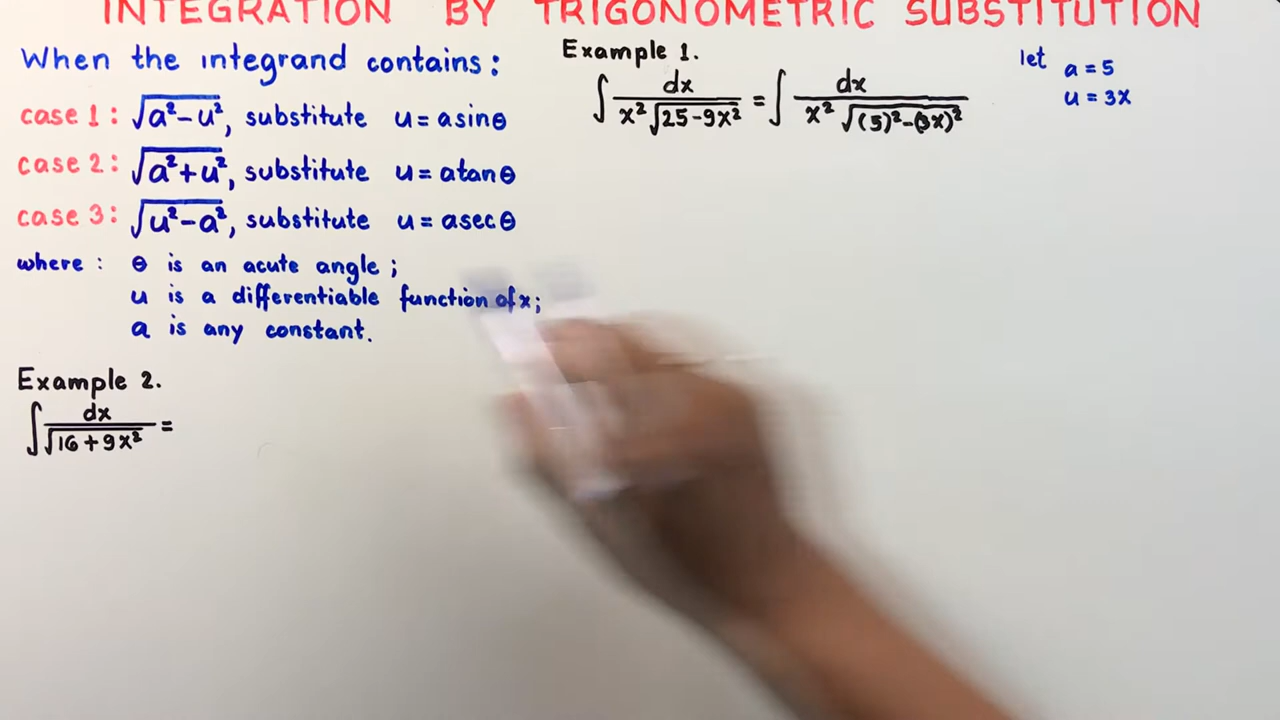 INTEGRATION BY TRIGONOMETRIC SUBSTITUTION
When the integrand contains:
case 1: √(a²-u²), substitute u = a sinθ
case 2: √(a²+u²), substitute u = a tanθ
case 3: √(u²-a²), substitute u = a secθ
where: θ is an acute angle;
u is a differentiable function of x;
a is any constant.
Example 2.
∫ dx/√(16+9x²) =
Example 1.
∫ dx/(x²√(25-9x²)) = ∫ dx/(x²√((5)²-(3x)²))
let a = 5
u = 3x